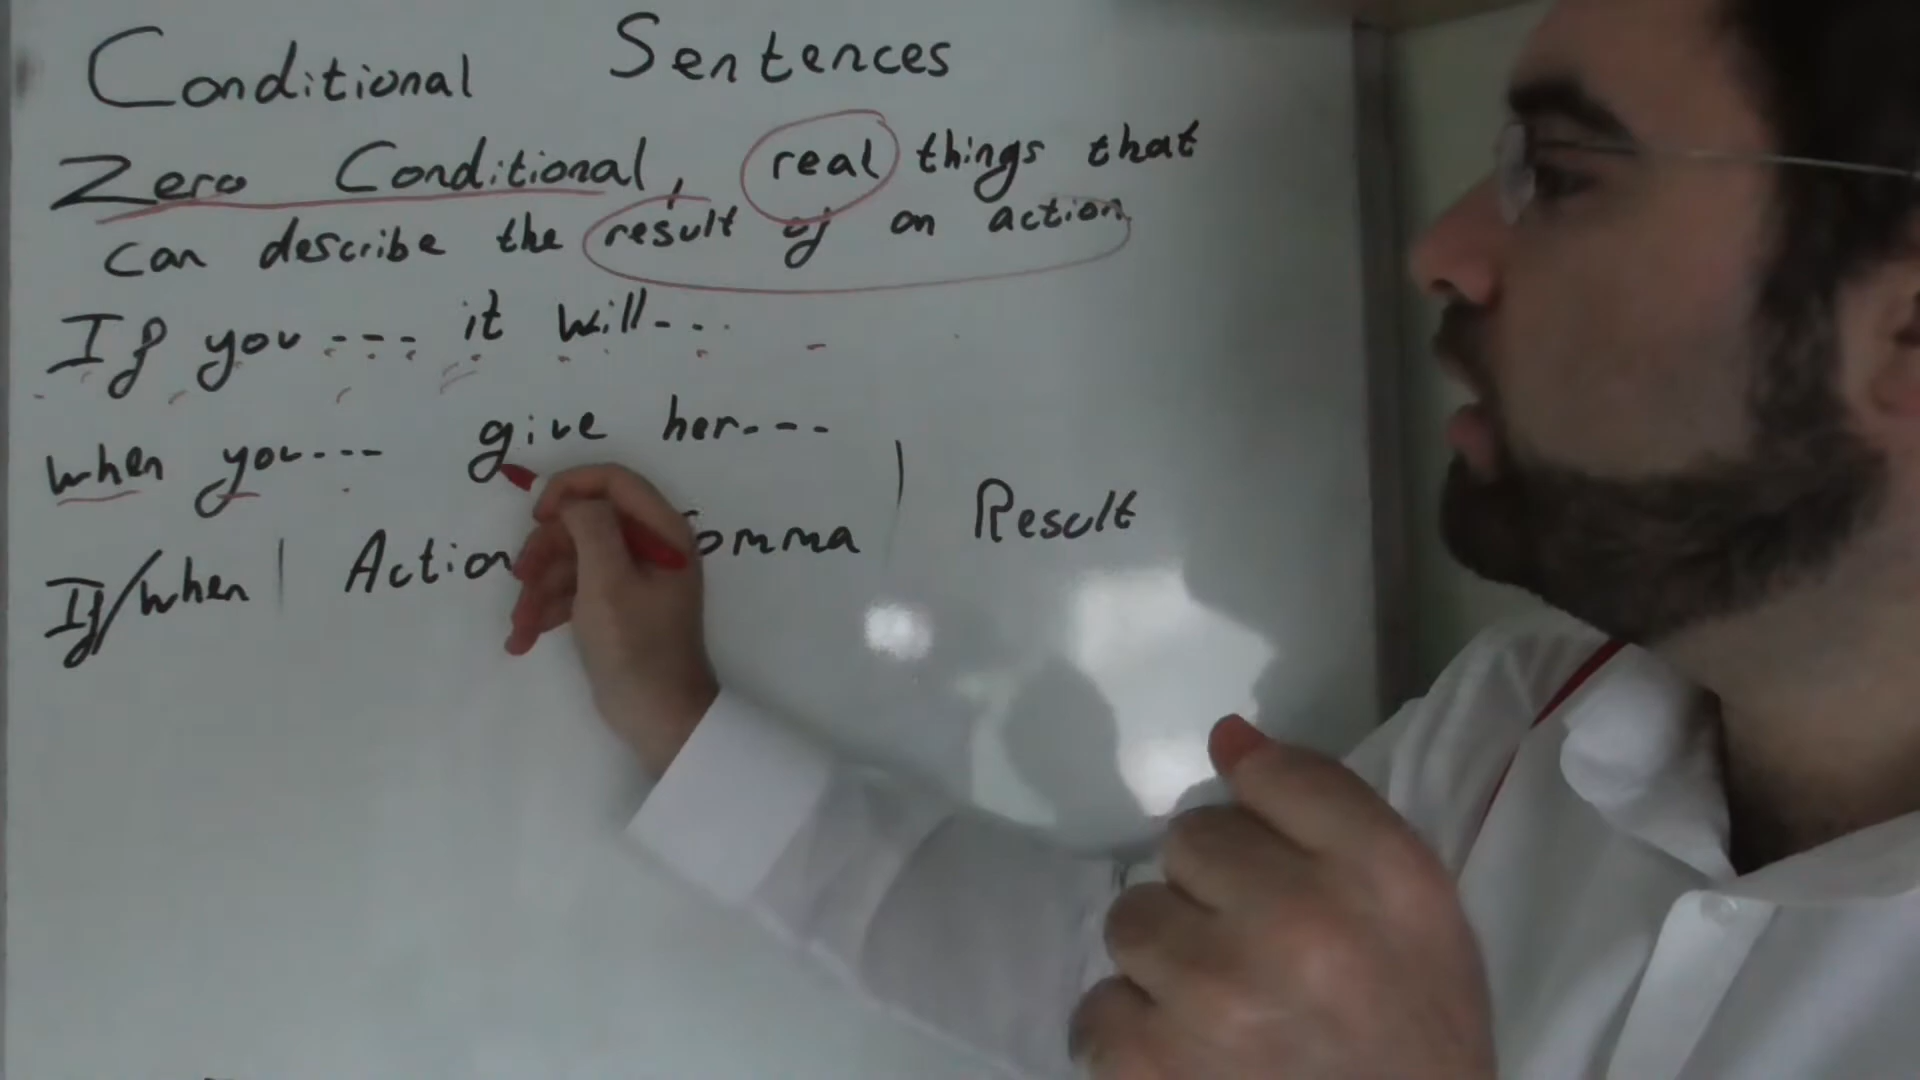 Conditional Sentences
Zero Conditional, real things that
can describe the result of an action
If you --- it will---
when you--- give her---
If/when | Action omma | Result